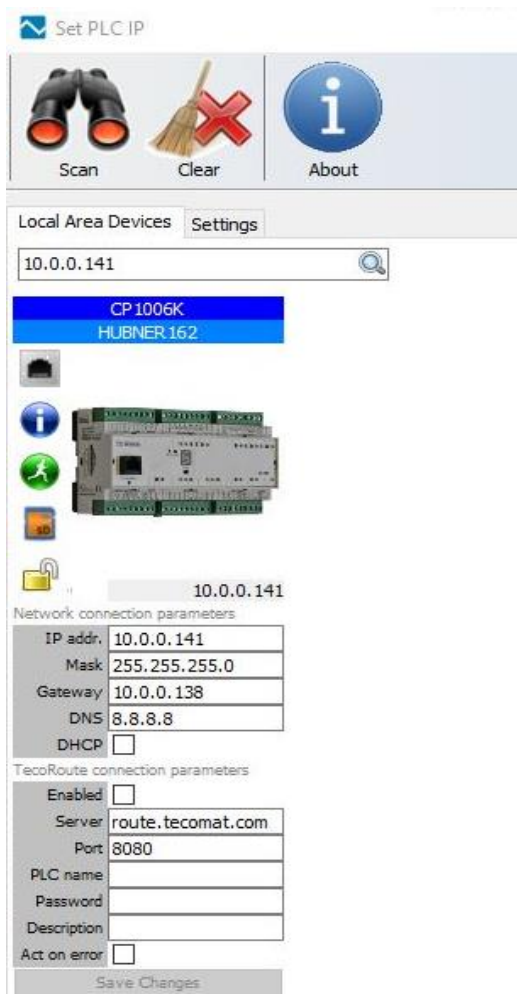 Set PLC IP
Scan Clear About
Local Area Devices Settings
10.0.0.141
CP1006K
HUBNER162
SD
10.0.0.141
Network connection parameters
IP addr. 10.0.0.141
Mask 255.255.255.0
Gateway 10.0.0.138
DNS 8.8.8.8
DHCP
TecoRoute connection parameters
Enabled
Server route.tecomat.com
Port 8080
PLC name
Password
Description
Act on error
Save Changes